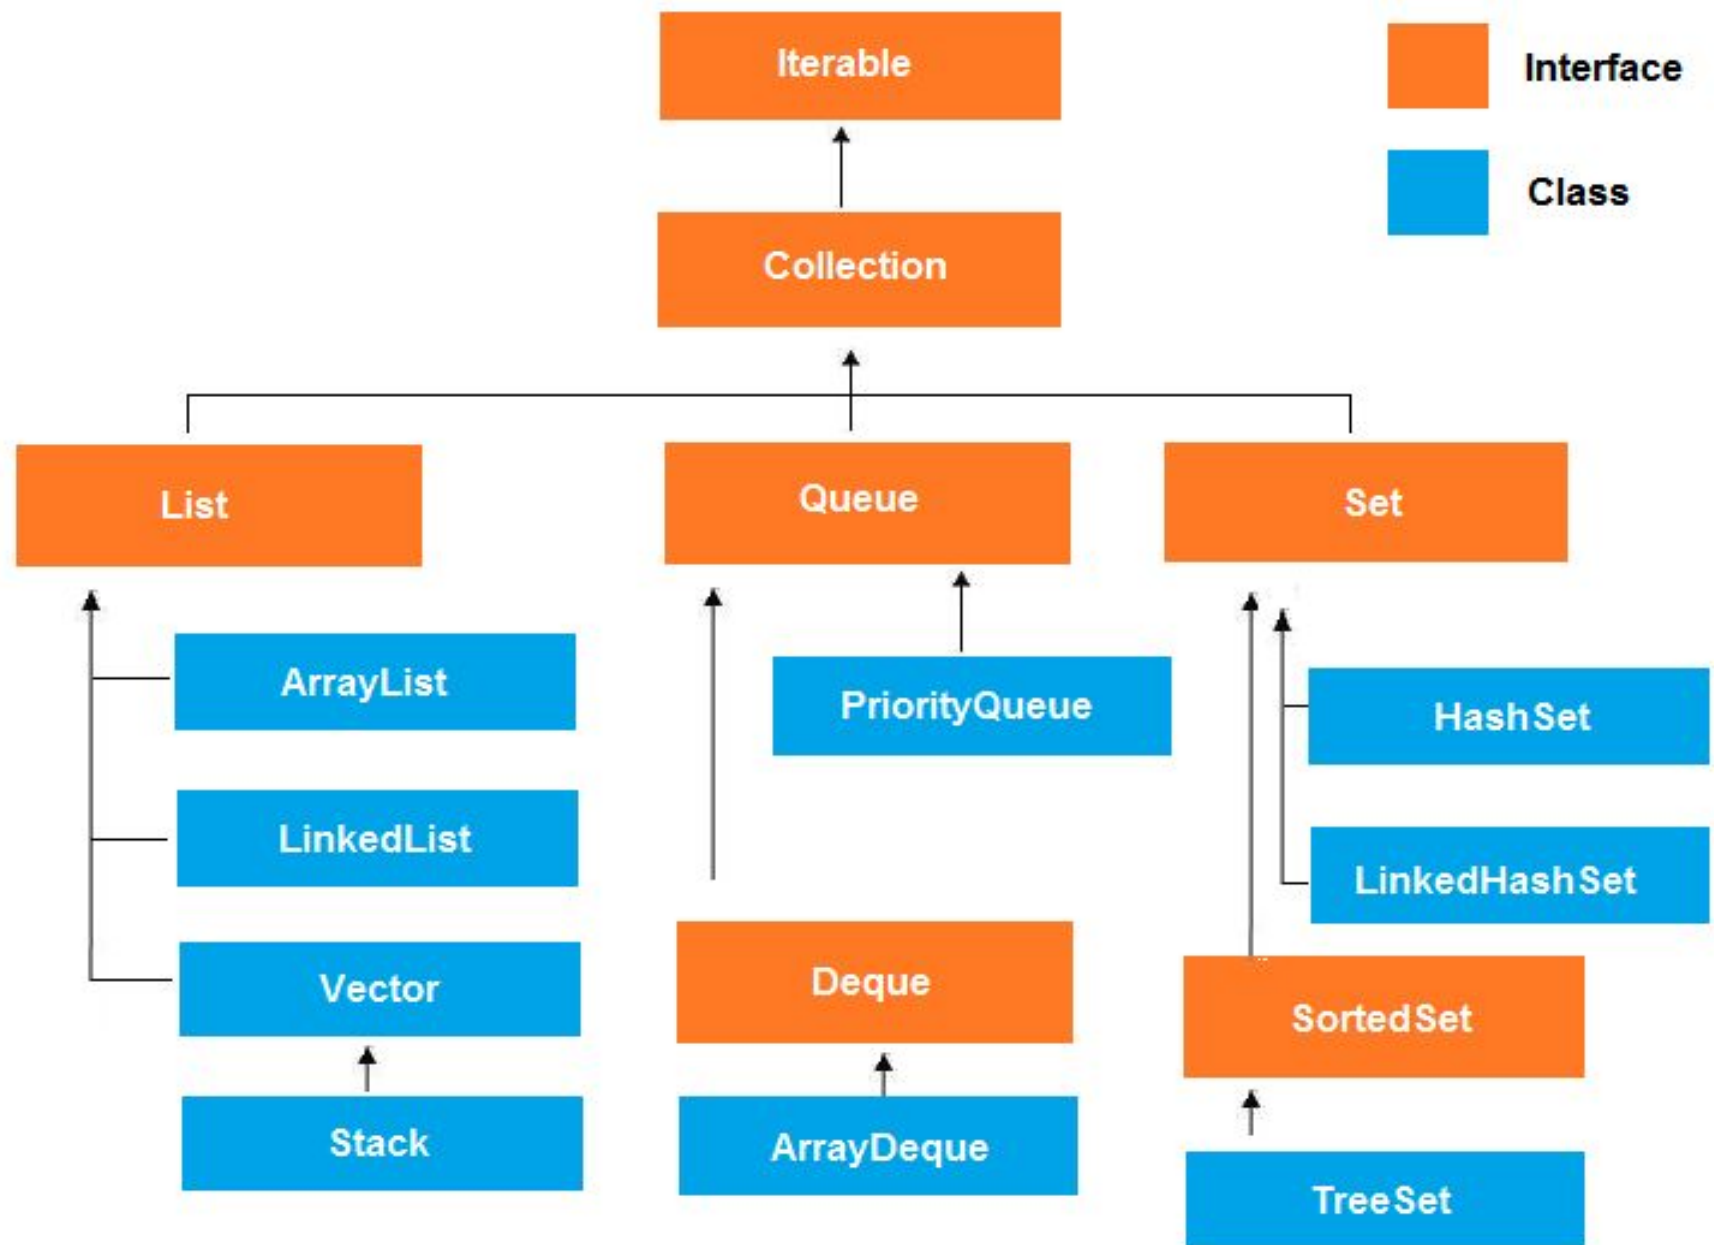 Iterable
Interface
Class
Collection
List
Queue
Set
ArrayList
PriorityQueue
HashSet
LinkedList
LinkedHashSet
Vector
Deque
SortedSet
Stack
ArrayDeque
TreeSet